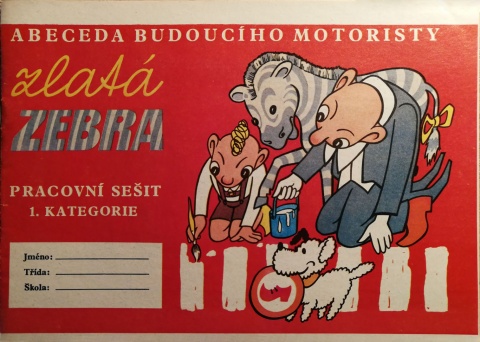 ABECEDA BUDOUCÍHO MOTORISTY
zlatá
ZEBRA
PRACOVNÍ SEŠIT
1. KATEGORIE
Jméno:
Třída:
Škola: